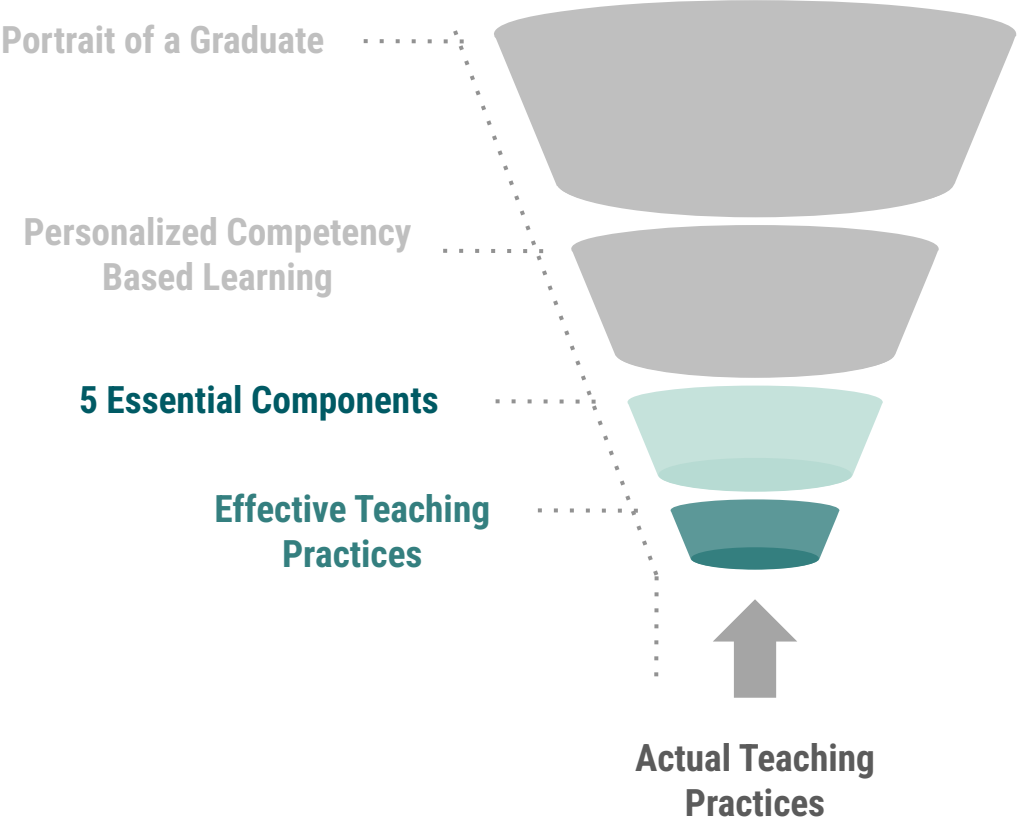 Portrait of a Graduate
Personalized Competency
Based Learning
5 Essential Components
Effective Teaching
Practices
Actual Teaching
Practices